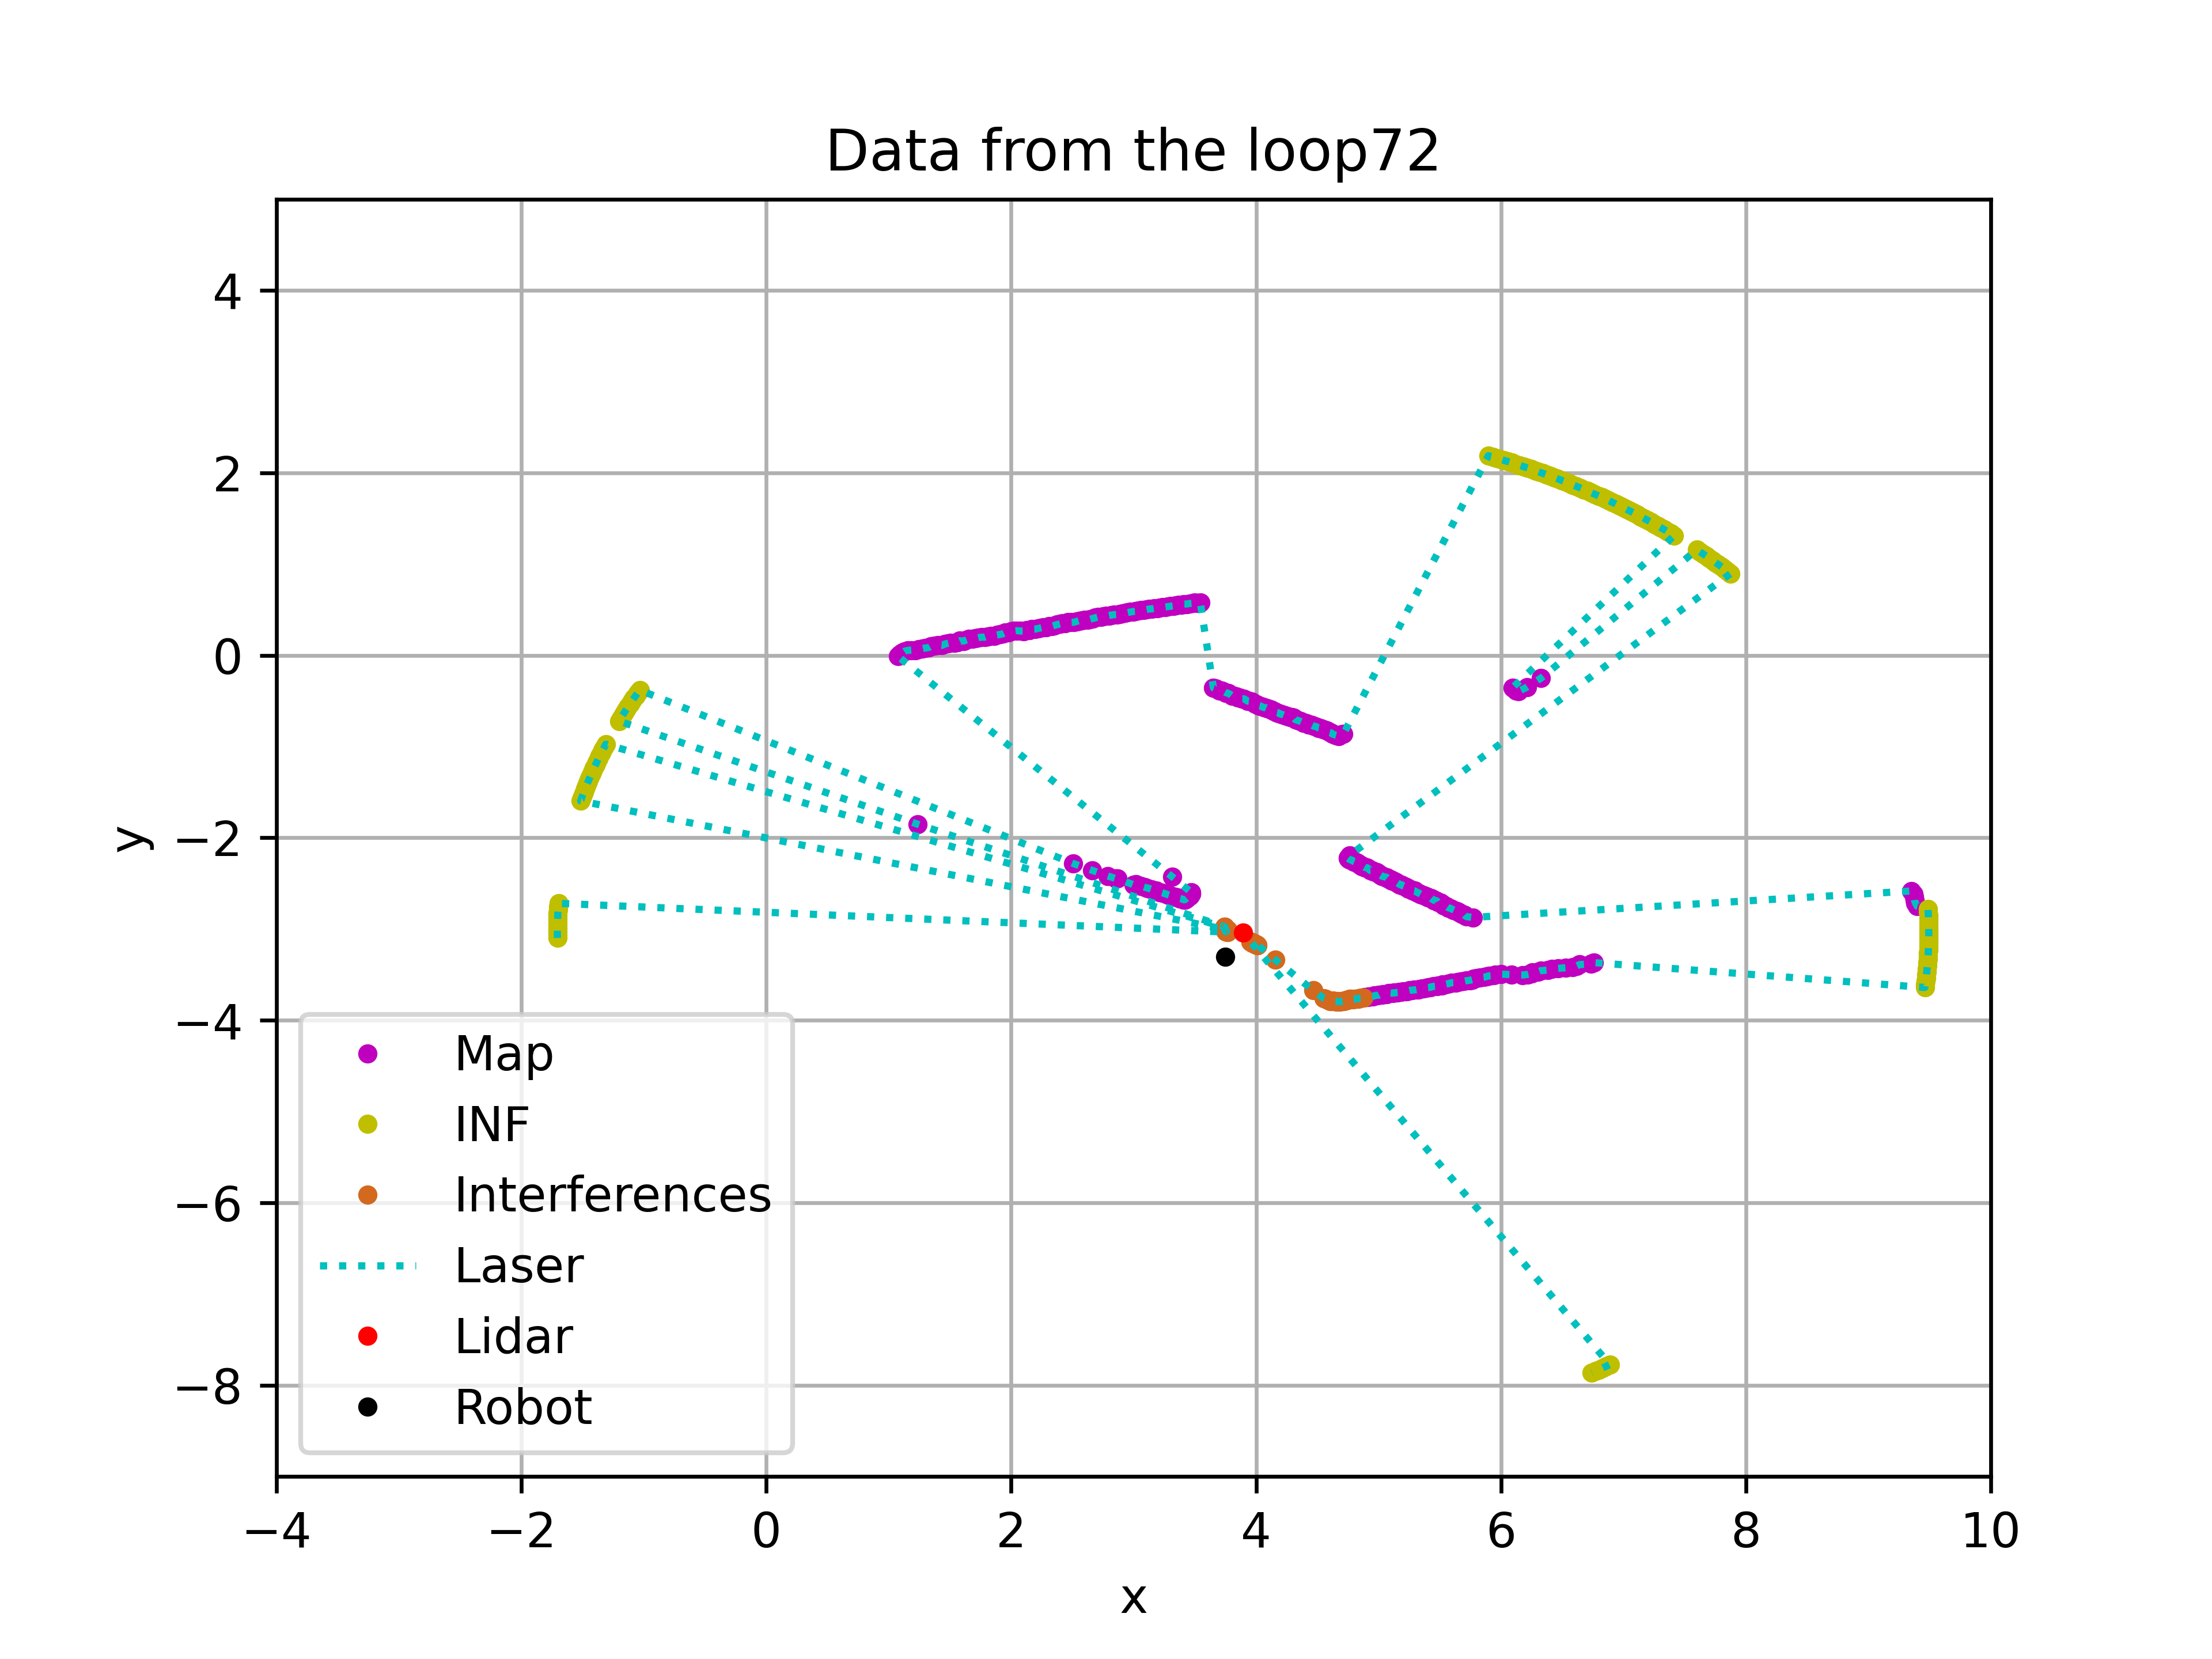 Data from the loop72
4
2
0
−2
−4
−6
−8
y
Map
INF
Interferences
Laser
Lidar
Robot
−4 −2 0 2 4 6 8 10
x